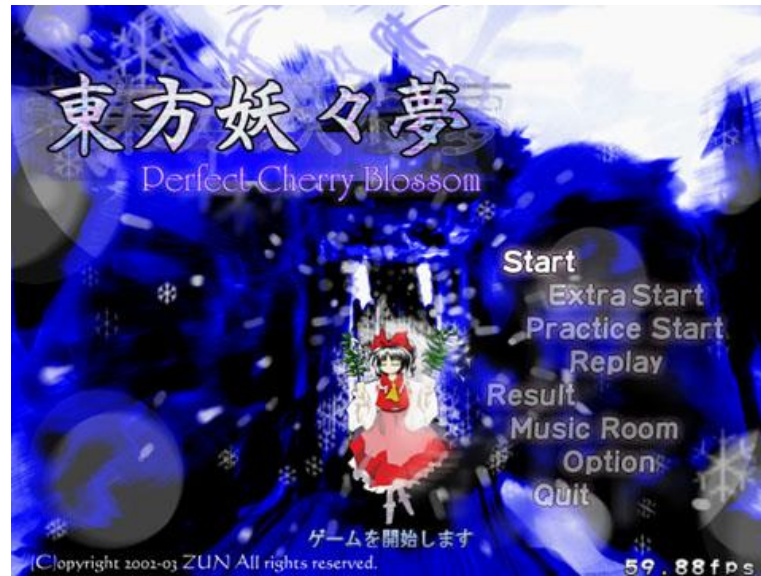 東方妖々夢
Perfect Cherry Blossom
Start
Extra Start
Practice Start
Replay
Result
Music Room
Option
Quit
ゲームを開始します
(C)opyright 2002-03 ZUN All rights reserved.
59.88fps